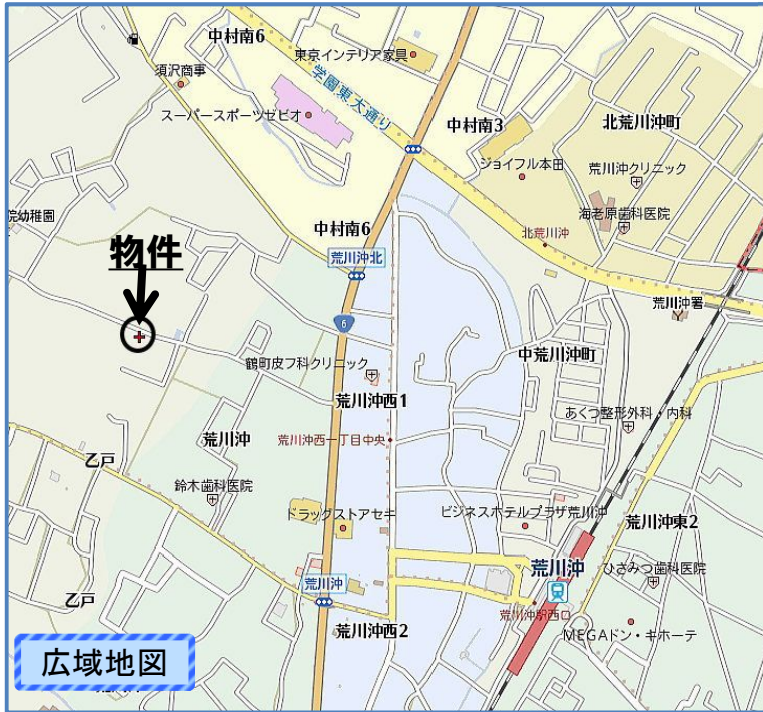 中村南6
東京インテリア家具
須沢商事
学園東大通り
スーパースポーツゼビオ
中村南3
北荒川沖町
ジョイフル本田
荒川沖クリニック
海老原歯科医院
院幼稚園
中村南6
北荒川沖
物件
荒川沖北
荒川沖署
6
中荒川沖町
鶴町皮フ科クリニック
荒川沖西1
あくつ整形外科・内科
荒川沖
荒川沖西一丁目中央
乙戸
鈴木歯科医院
ドラッグストアセキ
ビジネスホテルプラザ荒川沖
荒川沖東2
荒川沖
荒川沖
ひさみつ歯科医院
乙戸
荒川沖駅西口
荒川沖西2
MEGAドン・キホーテ
広域地図